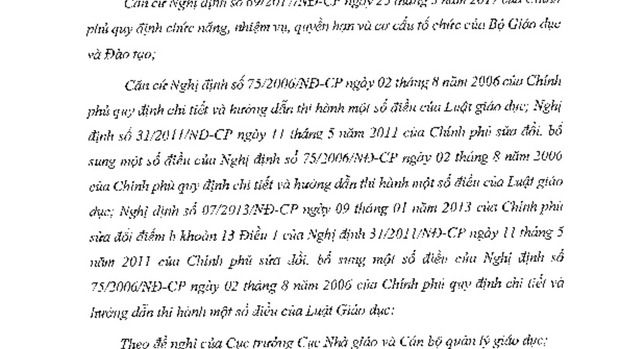 Căn cứ Nghị định số 69/2017/NĐ-CP ngày 25 tháng 5 năm 2017 của Chính
phủ quy định chức năng, nhiệm vụ, quyền hạn và cơ cấu tổ chức của Bộ Giáo dục
và Đào tạo;
Căn cứ Nghị định số 75/2006/NĐ-CP ngày 02 tháng 8 năm 2006 của Chính
phủ quy định chi tiết và hướng dẫn thi hành một số điều của Luật giáo dục; Nghị
định số 31/2011/NĐ-CP ngày 11 tháng 5 năm 2011 của Chính phủ sửa đổi, bổ
sung một số điều của Nghị định số 75/2006/NĐ-CP ngày 02 tháng 8 năm 2006
của Chính phủ quy định chi tiết và hướng dẫn thi hành một số điều của Luật giáo
dục; Nghị định số 07/2013/NĐ-CP ngày 09 tháng 01 năm 2013 của Chính phủ
sửa đổi điểm b khoản 13 Điều 1 của Nghị định 31/2011/NĐ-CP ngày 11 tháng 5
năm 2011 của Chính phủ sửa đổi, bổ sung một số điều của Nghị định số
75/2006/NĐ-CP ngày 02 tháng 8 năm 2006 của Chính phủ quy định chi tiết và
hướng dẫn thi hành một số điều của Luật Giáo dục;
Theo đề nghị của Cục trưởng Cục Nhà giáo và Cán bộ quản lý giáo dục;